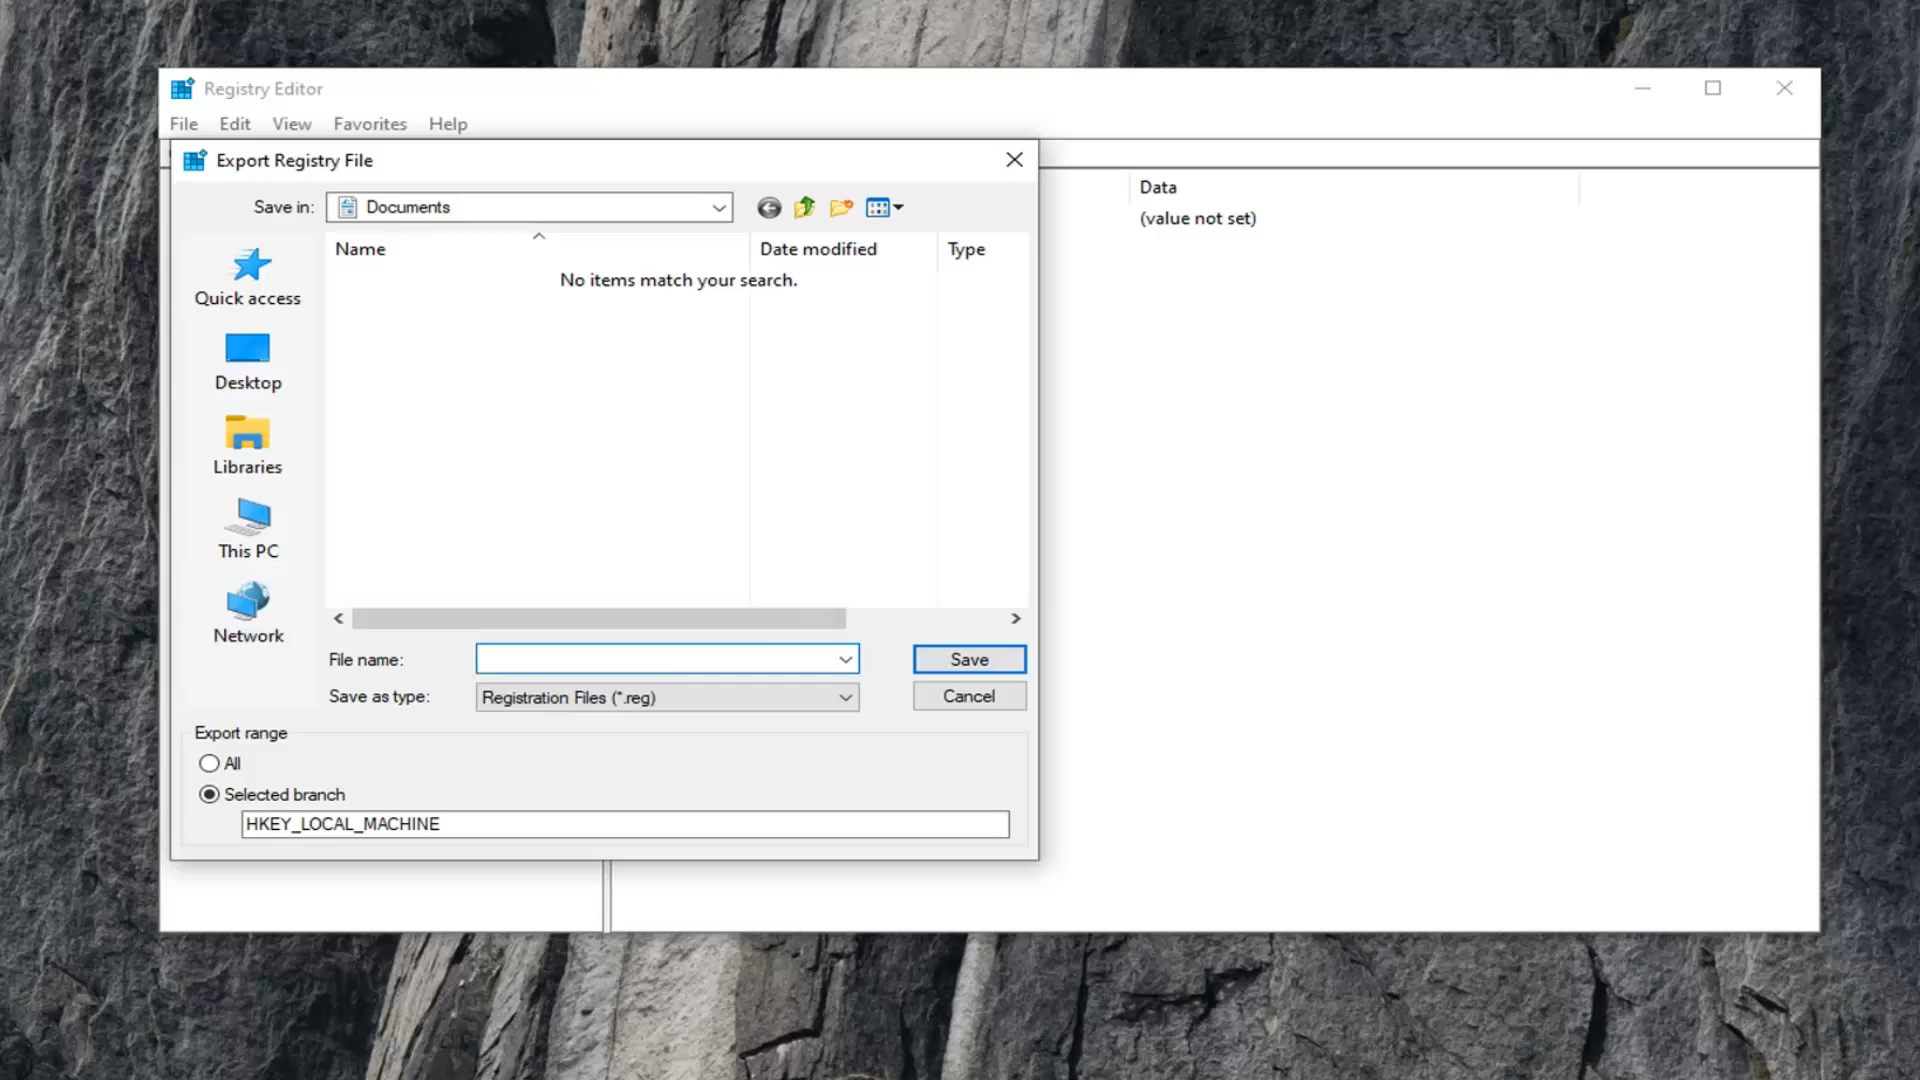 Registry Editor
File Edit View Favorites Help
Export Registry File
Save in: Documents
Data
(value not set)
Name Date modified Type
No items match your search.
Quick access
Desktop
Libraries
This PC
Network
File name:
Save
Save as type: Registration Files (*.reg)
Cancel
Export range
All
Selected branch
HKEY_LOCAL_MACHINE